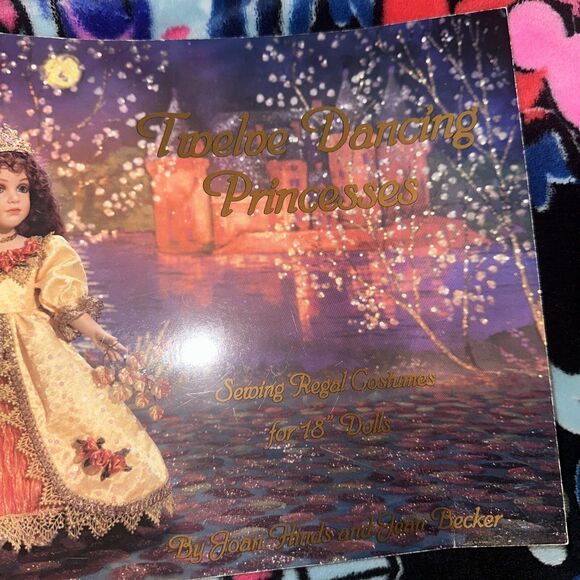 Twelve Dancing
Princesses
Sewing Regal Costumes
for 18" Dolls
By Joan Hinds and Jean Becker